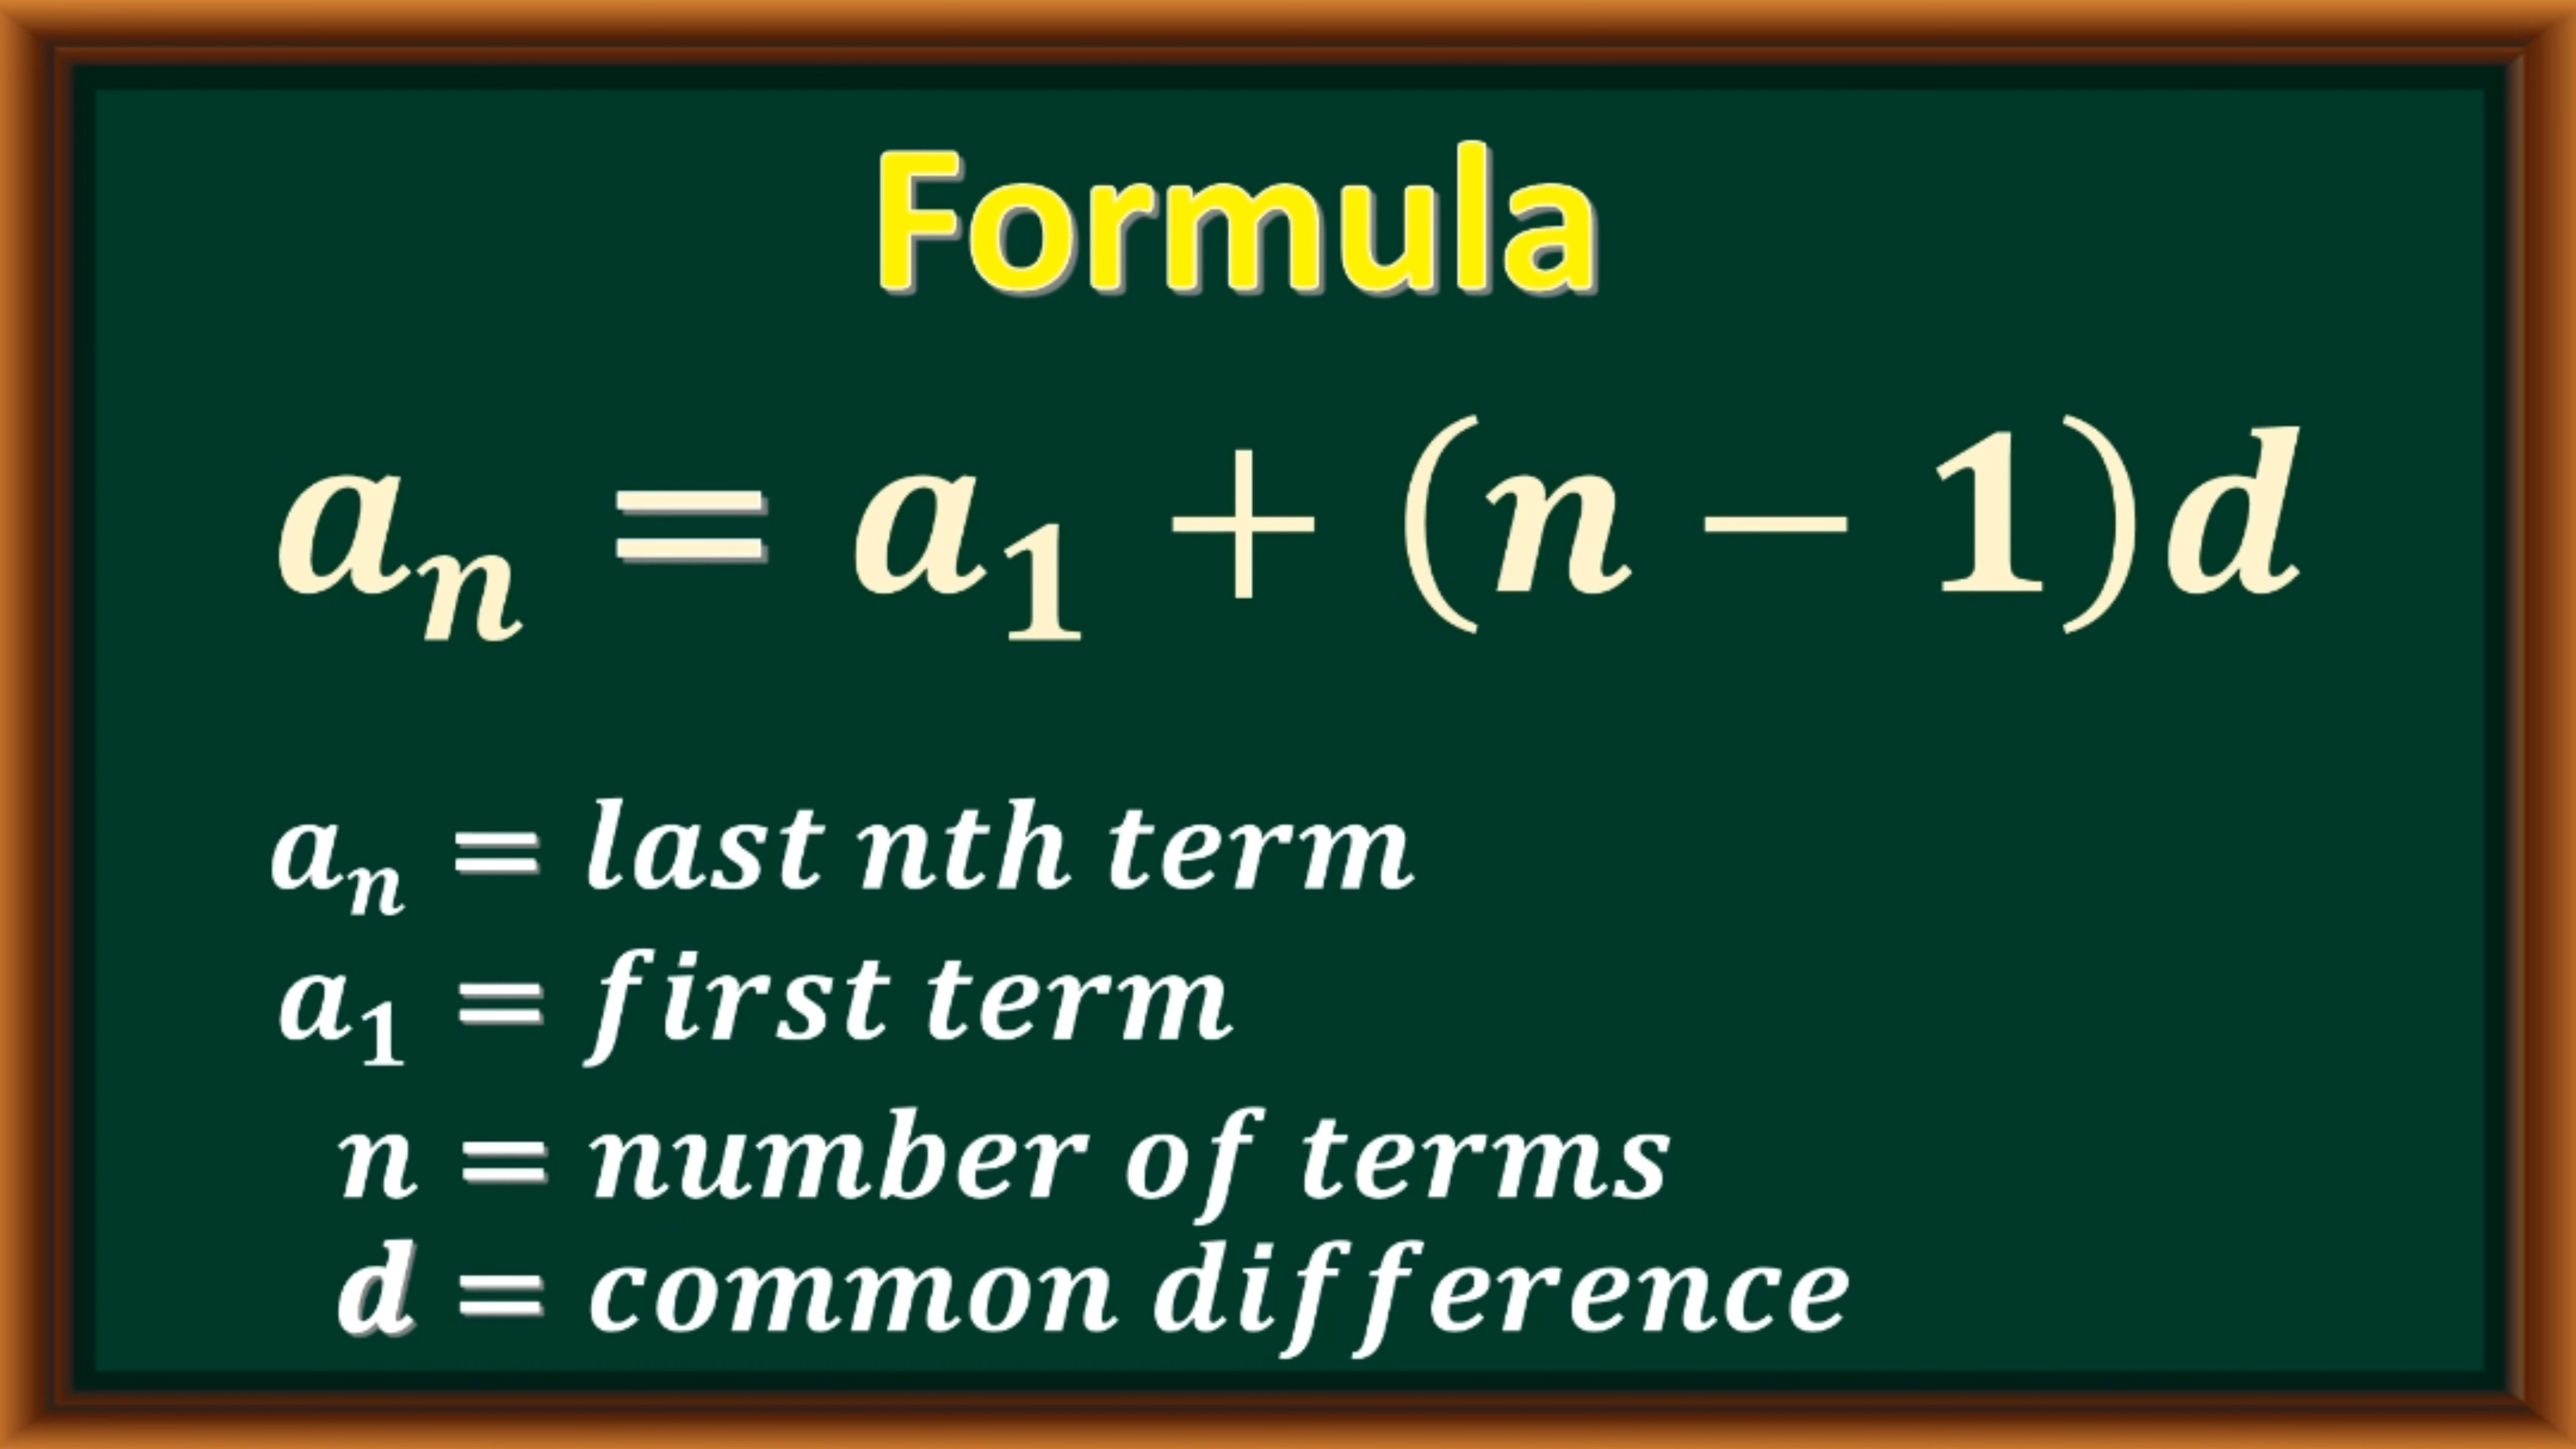 Formula
aₙ = a₁ + (n − 1)d
aₙ = last nth term
a₁ = first term
n = number of terms
d = common difference